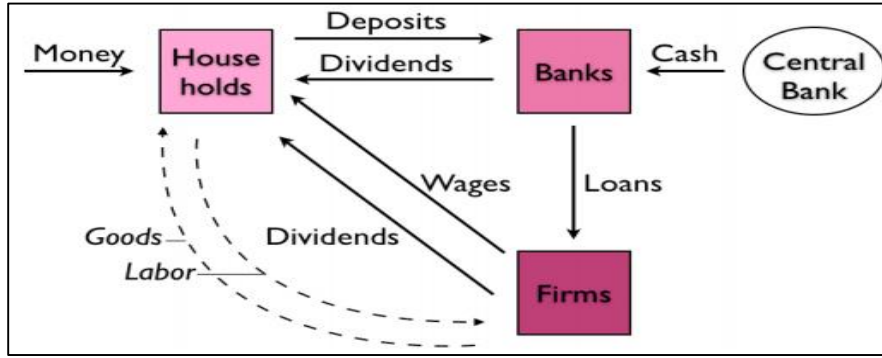 Deposits
Money
House
holds
Dividends
Banks
Cash
Central
Bank
Wages
Loans
Goods
Dividends
Labor
Firms